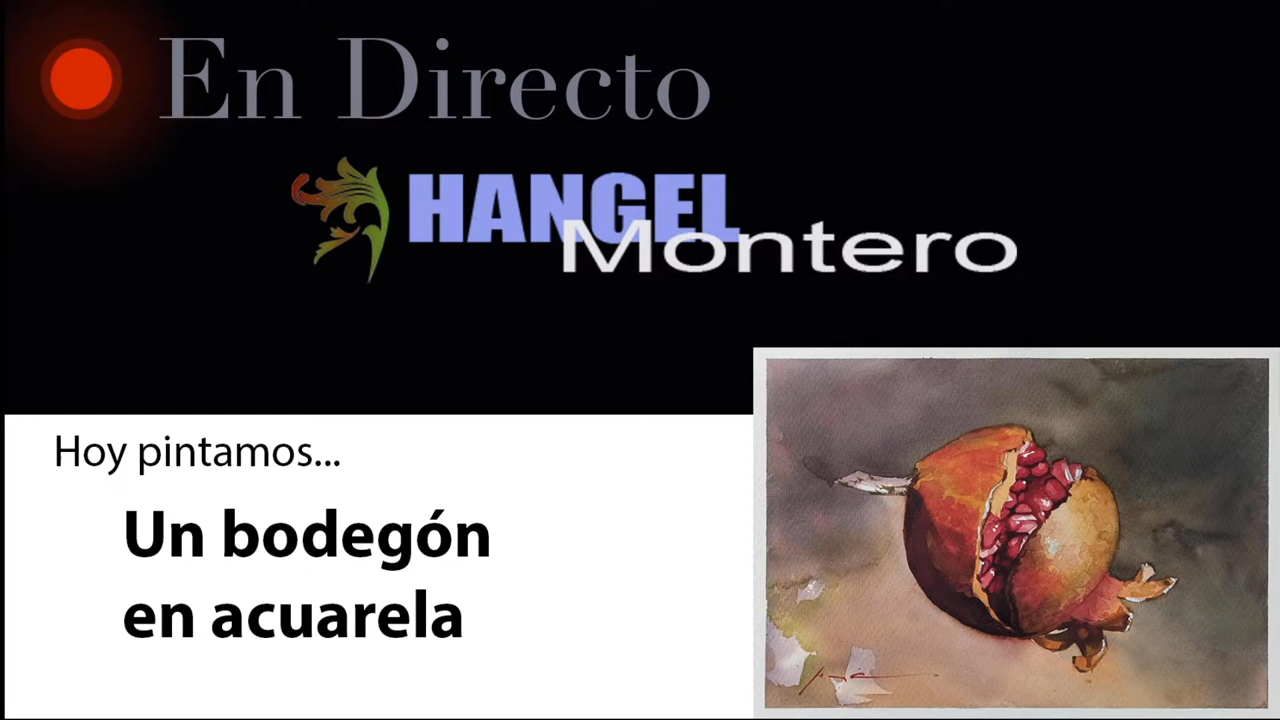 En Directo
HANGEL
Montero
Hoy pintamos...
Un bodegón
en acuarela